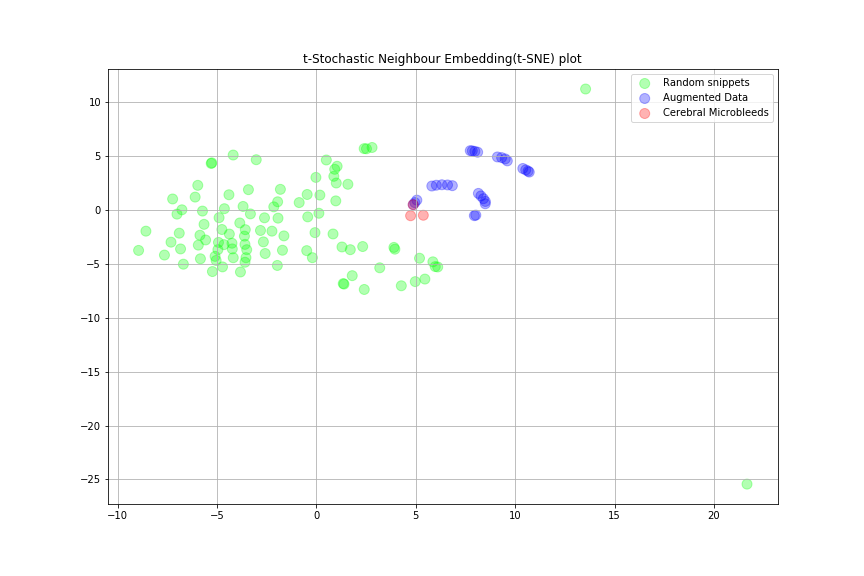 t-Stochastic Neighbour Embedding(t-SNE) plot
Random snippets
Augmented Data
Cerebral Microbleeds
10
5
0
−5
−10
−15
−20
−25
−10 −5 0 5 10 15 20